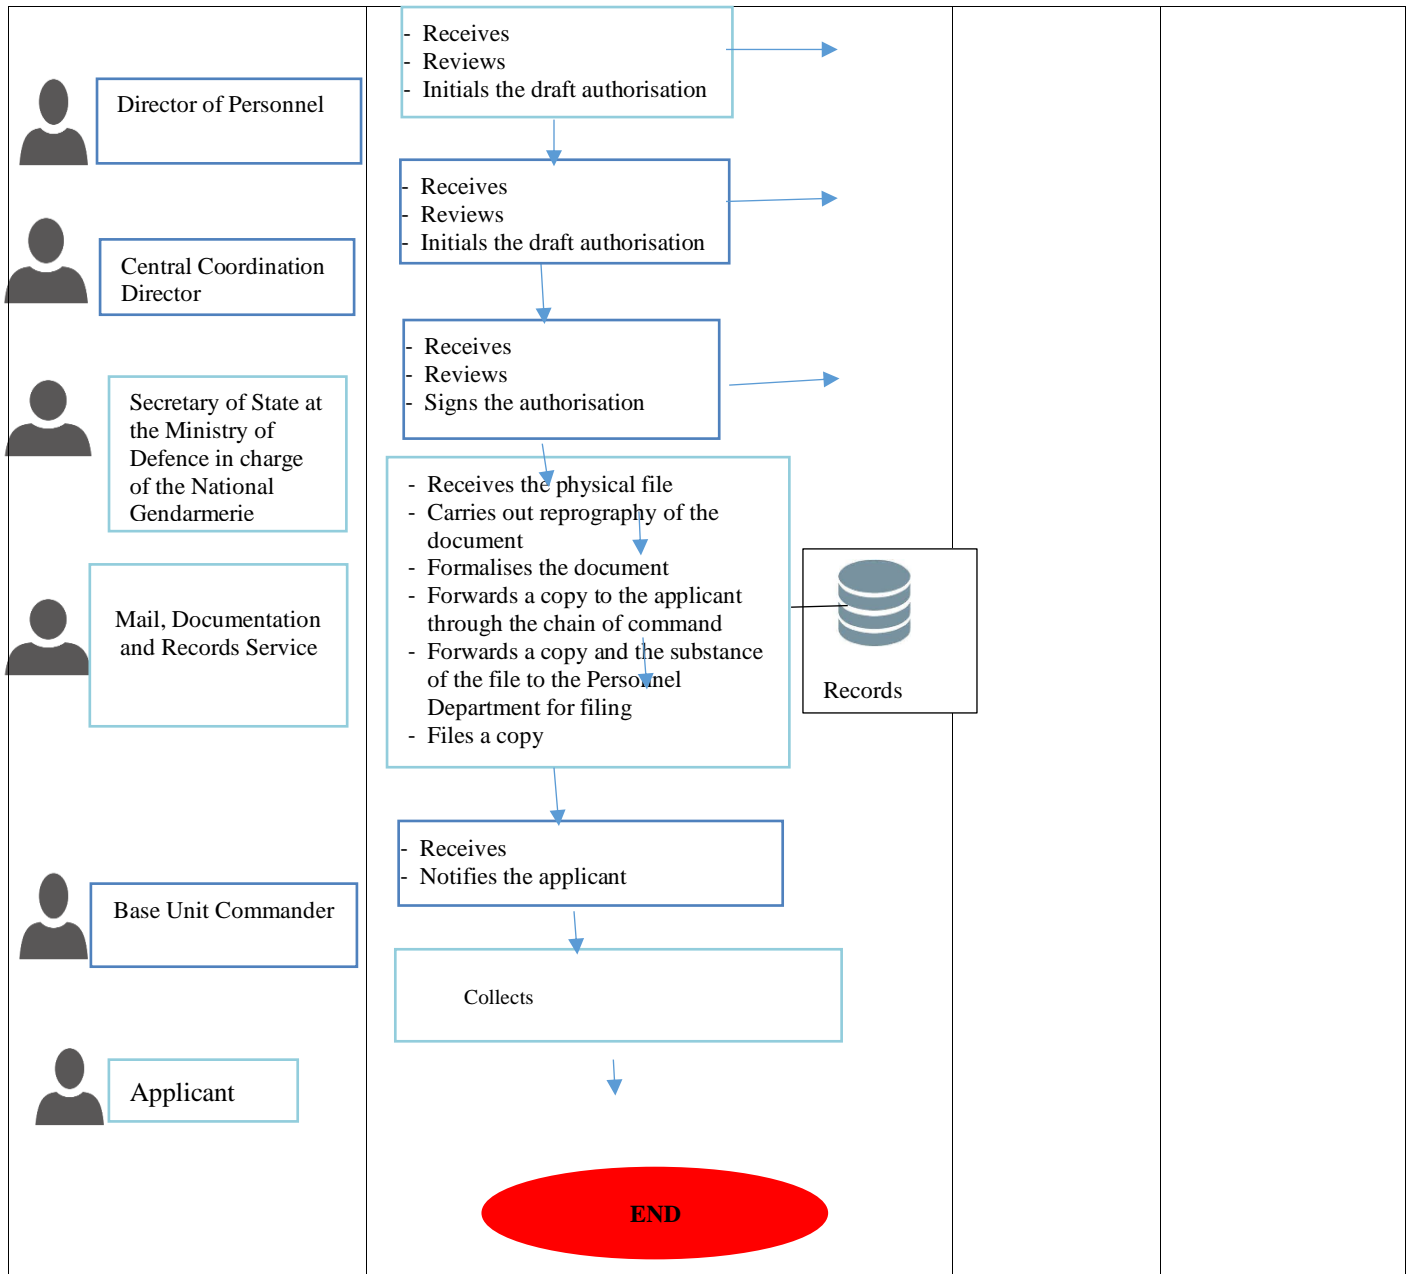 - Receives
- Reviews
- Initials the draft authorisation
Director of Personnel
- Receives
- Reviews
- Initials the draft authorisation
Central Coordination
Director
- Receives
- Reviews
- Signs the authorisation
Secretary of State at
the Ministry of
Defence in charge
of the National
Gendarmerie
- Receives the physical file
- Carries out reprography of the
document
- Formalises the document
- Forwards a copy to the applicant
through the chain of command
- Forwards a copy and the substance
of the file to the Personnel
Department for filing
- Files a copy
Mail, Documentation
and Records Service
Records
- Receives
- Notifies the applicant
Base Unit Commander
Collects
Applicant
END